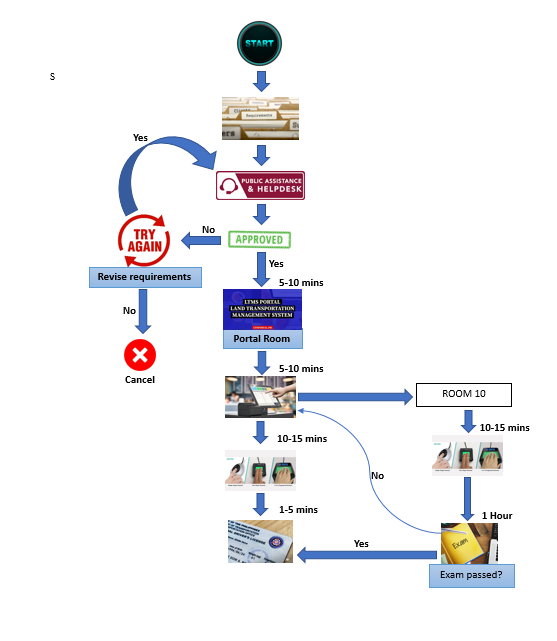 START
S
Requirements
Yes
PUBLIC ASSISTANCE
& HELPDESK
No
APPROVED
TRY
AGAIN
Yes
Revise requirements
5-10 mins
LTMS PORTAL
LAND TRANSPORTATION
MANAGEMENT SYSTEM
No
Portal Room
5-10 mins
Cancel
ROOM 10
10-15 mins
10-15 mins
No
1-5 mins
1 Hour
Exam
Yes
Exam passed?